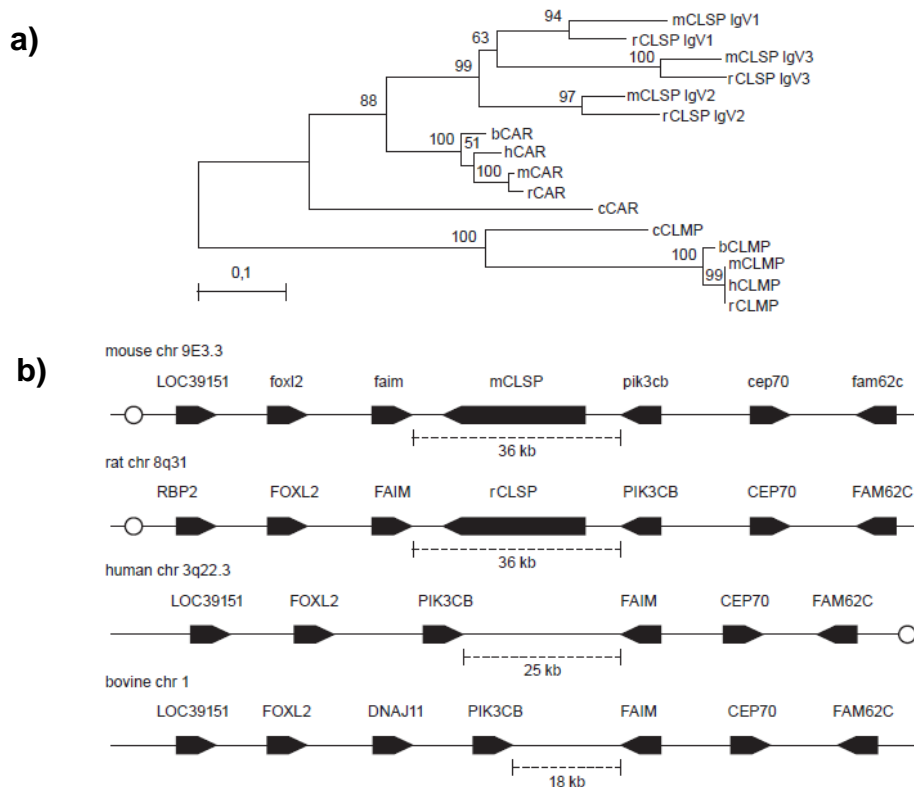 a)
94 mCLSP IgV1
63 rCLSP IgV1
100 mCLSP IgV3
99 rCLSP IgV3
97 mCLSP IgV2
88 rCLSP IgV2
100 bCAR
51 hCAR
100 mCAR
rCAR
cCAR
100 cCLMP
100 bCLMP
99 mCLMP
hCLMP
rCLMP
0,1
b)
mouse chr 9E3.3
LOC39151 foxl2 faim mCLSP pik3cb cep70 fam62c
36 kb
rat chr 8q31
RBP2 FOXL2 FAIM rCLSP PIK3CB CEP70 FAM62C
36 kb
human chr 3q22.3
LOC39151 FOXL2 PIK3CB FAIM CEP70 FAM62C
25 kb
bovine chr 1
LOC39151 FOXL2 DNAJ11 PIK3CB FAIM CEP70 FAM62C
18 kb